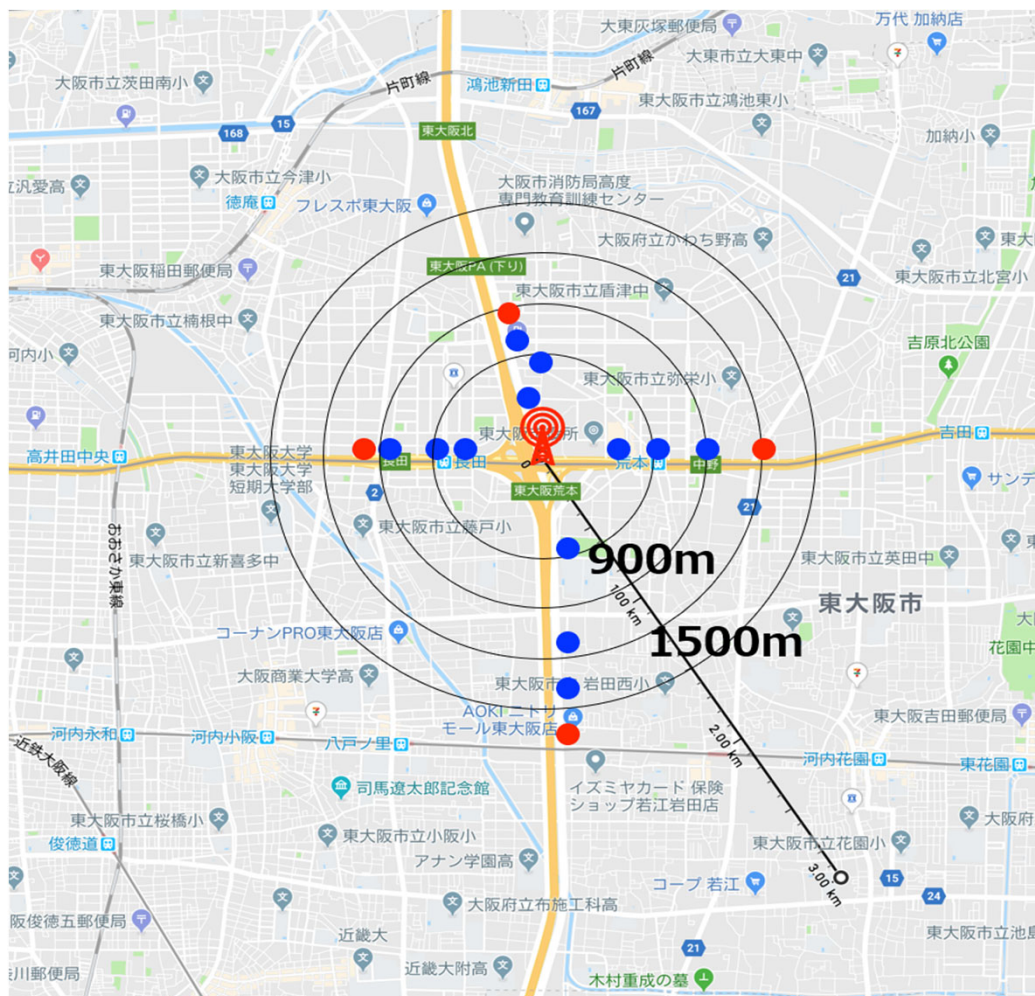 万代 加納店
大東灰塚郵便局
大東市立大東中
大阪市立茨田南小
片町線
鴻池新田
片町線
東大阪市立鴻池東小
167
15
168
東大阪北
加納小
大阪市立今津小
大阪市消防局高度
専門教育訓練センター
立汎愛高
徳庵
フレスポ東大阪
大阪府立かわち野高
東大
東大阪稲田郵便局
東大阪PA (下り)
21
東大阪市立北宮小
東大阪市立盾津中
東大阪市立楠根中
吉原北公園
河内小
東大阪市立弥栄小
東大阪大学
東大阪大学
短期大学部
所
吉田
高井田中央
長田
長田
0
荒本
中野
サンデ
2
東大阪荒本
21
東大阪市立藤戸小
東大阪市立新喜多中
900m
東大阪市立英田中
おおさか東線
1.00 km
東大阪市
コーナンPRO東大阪店
1500m
花園中
大阪商業大学高
東大阪市
岩田西小
AOKI ニトリ
モール東大阪店
東大阪吉田郵便局
河内永和
河内小阪
八戸ノ里
2.00 km
近鉄大阪線
河内花園
東花園
司馬遼太郎記念館
イズミヤカード 保険
ショップ若江岩田店
東大阪市立桜橋小
東大阪市立小阪小
大阪府
俊徳道
東大阪市立花園小
アナン学園高
3.00 km
コープ 若江
15
24
大阪府立布施工科高
阪俊徳五郵便局
東大阪市立池島
近畿大
21
近畿大附高
川郵便局
木村重成の墓